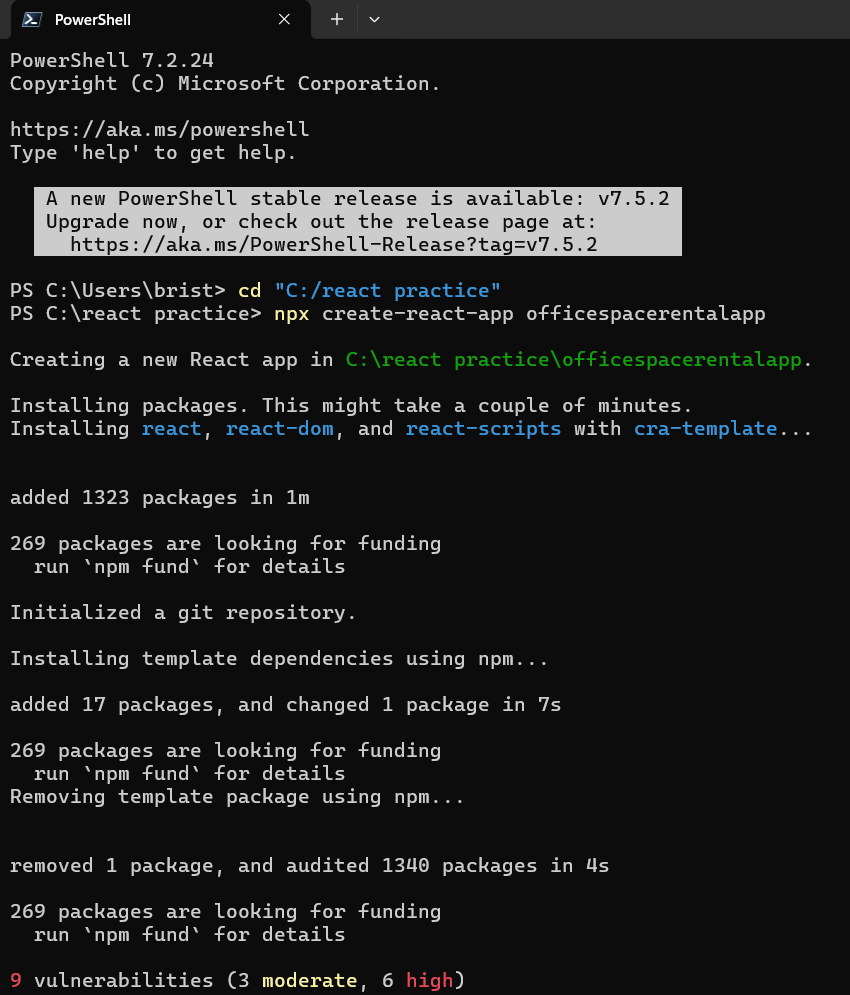 PowerShell
PowerShell 7.2.24
Copyright (c) Microsoft Corporation.
https://aka.ms/powershell
Type 'help' to get help.
A new PowerShell stable release is available: v7.5.2
Upgrade now, or check out the release page at:
https://aka.ms/PowerShell-Release?tag=v7.5.2
PS C:\Users\brist> cd "C:/react practice"
PS C:\react practice> npx create-react-app officespacerentalapp
Creating a new React app in C:\react practice\officespacerentalapp.
Installing packages. This might take a couple of minutes.
Installing react, react-dom, and react-scripts with cra-template...
added 1323 packages in 1m
269 packages are looking for funding
run `npm fund` for details
Initialized a git repository.
Installing template dependencies using npm...
added 17 packages, and changed 1 package in 7s
269 packages are looking for funding
run `npm fund` for details
Removing template package using npm...
removed 1 package, and audited 1340 packages in 4s
269 packages are looking for funding
run `npm fund` for details
9 vulnerabilities (3 moderate, 6 high)